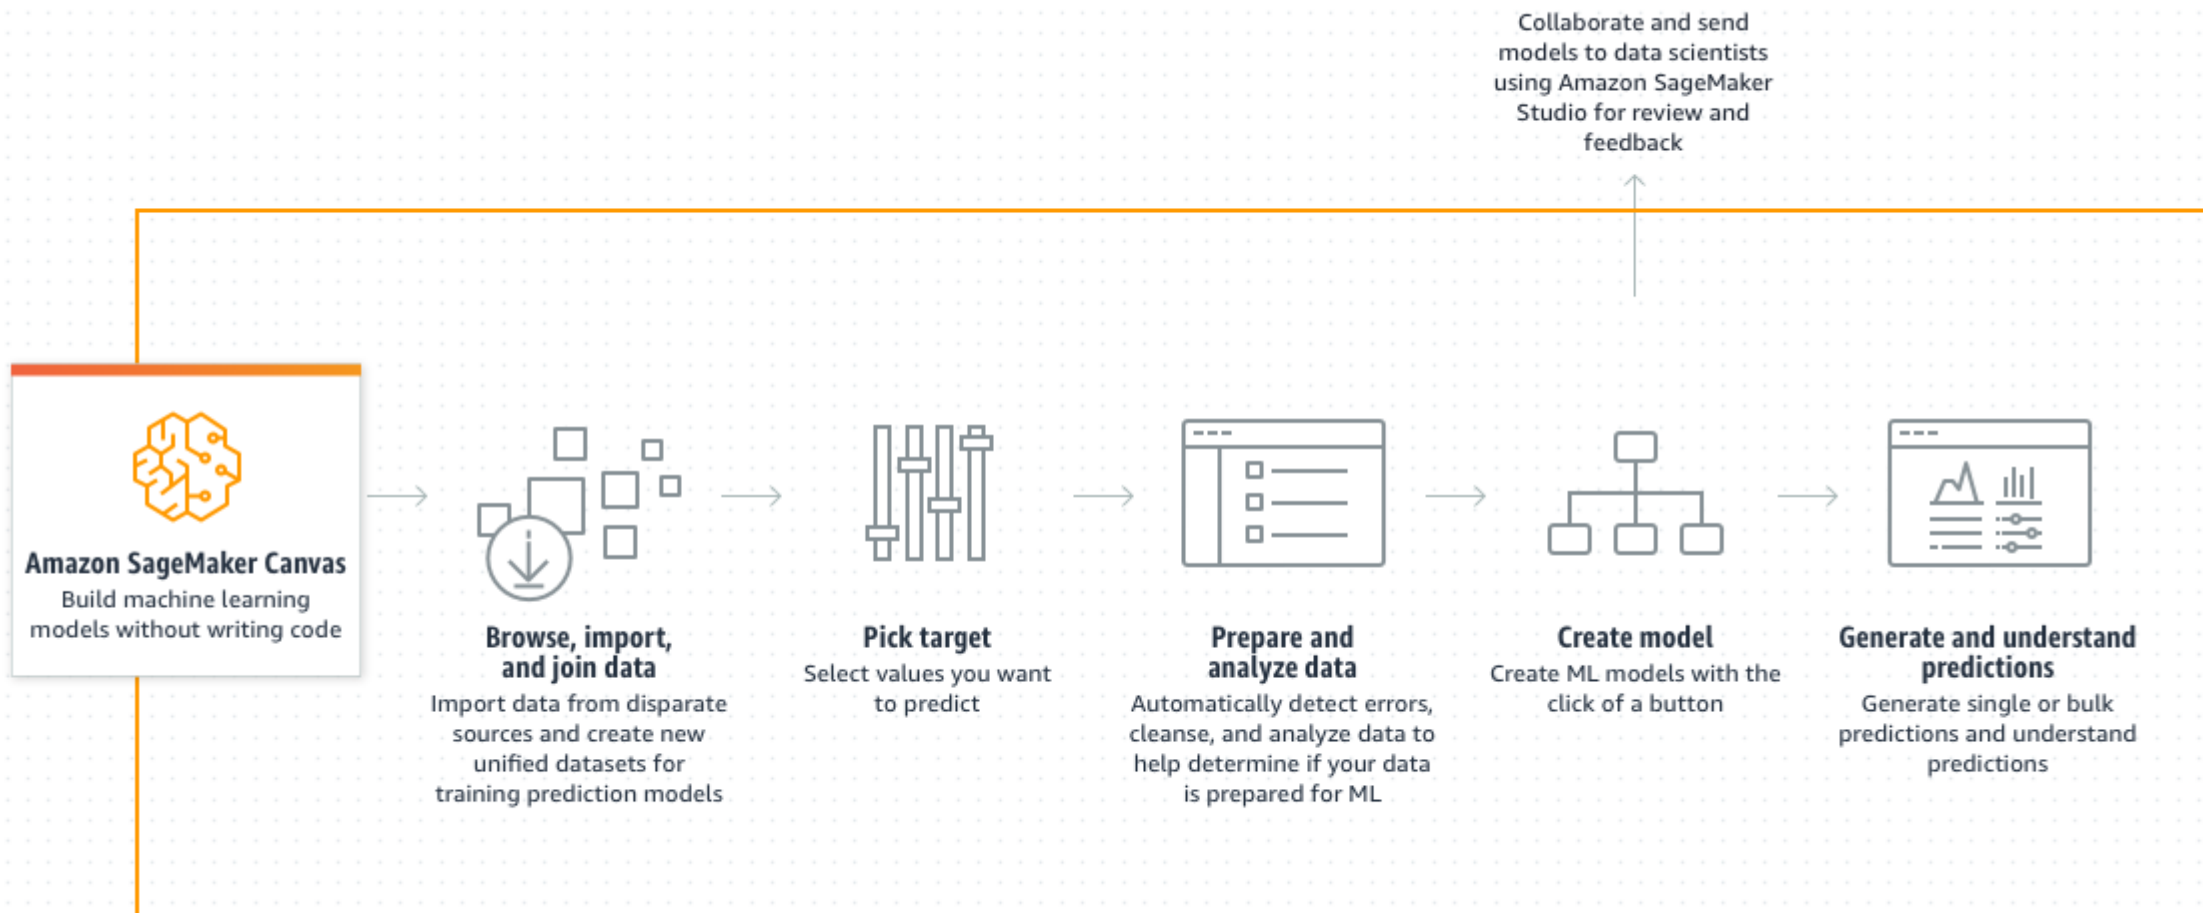 Collaborate and send
models to data scientists
using Amazon SageMaker
Studio for review and
feedback
Amazon SageMaker Canvas
Build machine learning
models without writing code
Browse, import,
and join data
Import data from disparate
sources and create new
unified datasets for
training prediction models
Pick target
Select values you want
to predict
Prepare and
analyze data
Automatically detect errors,
cleanse, and analyze data to
help determine if your data
is prepared for ML
Create model
Create ML models with the
click of a button
Generate and understand
predictions
Generate single or bulk
predictions and understand
predictions